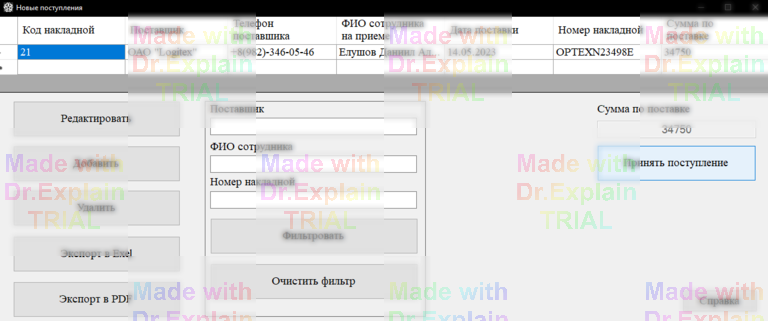 Новые поступления
Код накладной Поставщик Телефон поставщика ФИО сотрудника на приеме Дата поставки Номер накладной Сумма по поставке
21 ОАО "Logitex" +8(982)-346-05-46 Елушов Даниил Ад... 14.05.2023 OPTEXN23498E 34750
Редактировать
Добавить
Удалить
Экспорт в Exel
Экспорт в PDF
Поставщик
ФИО сотрудника
Номер накладной
Фильтровать
Очистить фильтр
Сумма по поставке
34750
Принять поступление
Справка
Made with
Dr.Explain
TRIAL
Made with
Dr.Explain
TRIAL
Made with
Dr.Explain
TRIAL
Made with
Dr.Explain
TRIAL
Made with
Dr.Explain
TRIAL
Made with
Dr.Explain
TRIAL
Made with
Dr.Explain
Made with
Dr.Explain
Made with
Dr.Explain